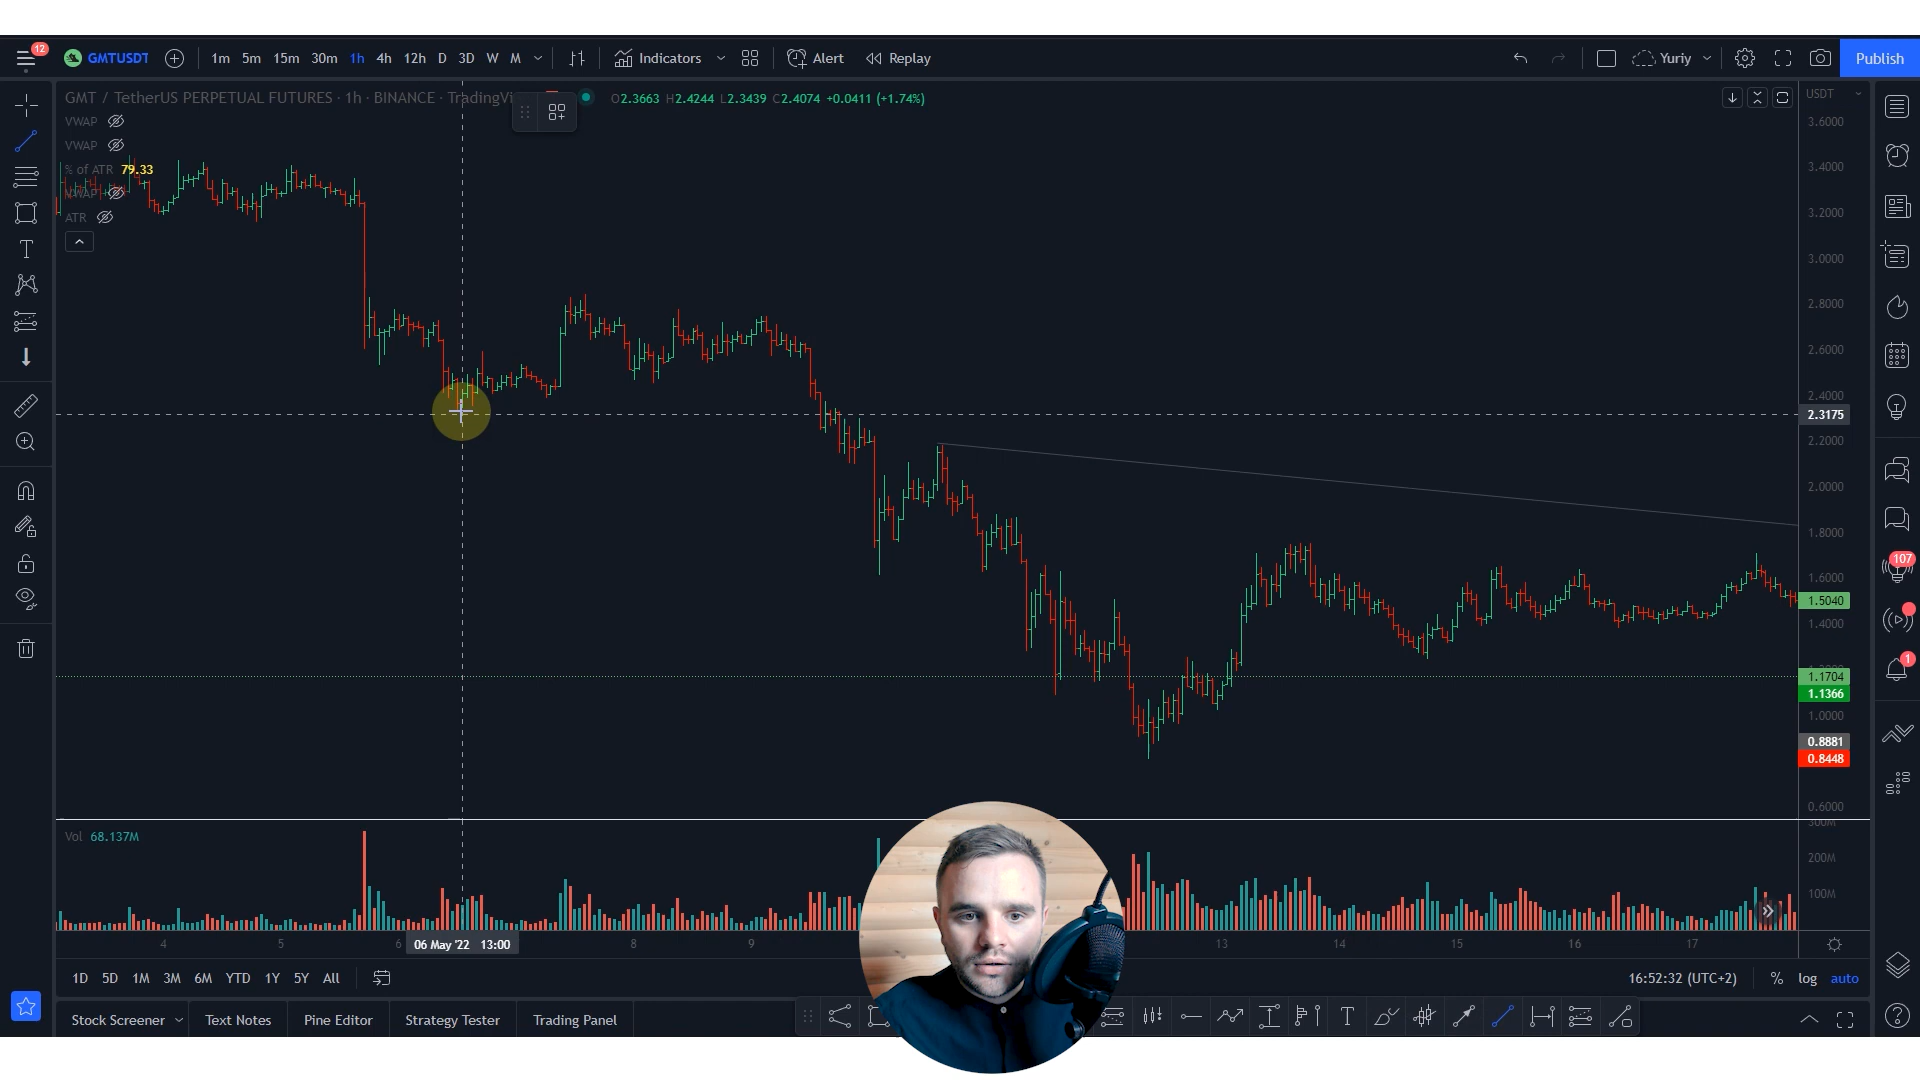 12
GMTUSDT 1m 5m 15m 30m 1h 4h 12h D 3D W M Indicators Alert Replay Yuriy Publish
GMT / TetherUS PERPETUAL FUTURES · 1h · BINANCE · TradingVi O2.3663 H2.4244 L2.3439 C2.4074 +0.0411 (+1.74%)
USDT
VWAP
VWAP
% of ATR 79.33
VWAP
ATR
3.6000
3.4000
3.2000
3.0000
2.8000
2.6000
2.4000
2.3175
2.2000
2.0000
1.8000
1.6000
1.5040
1.4000
1.1704
1.1366
1.0000
0.8881
0.8448
0.6000
107
1
Vol 68.137M
300M
200M
100M
4 5 6 06 May '22 13:00 8 9 13 14 15 16 17
1D 5D 1M 3M 6M YTD 1Y 5Y All 16:52:32 (UTC+2) % log auto
Stock Screener Text Notes Pine Editor Strategy Tester Trading Panel